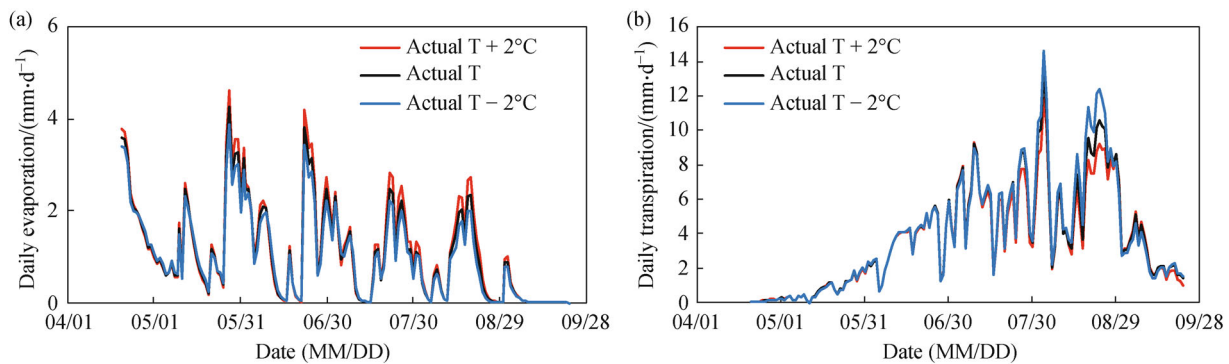 (a)
6
4
2
0
Daily evaporation/(mm·d⁻¹)
Actual T + 2°C
Actual T
Actual T − 2°C
04/01 05/01 05/31 06/30 07/30 08/29 09/28
Date (MM/DD)
(b)
16
14
12
10
8
6
4
2
0
Daily transpiration/(mm·d⁻¹)
Actual T + 2°C
Actual T
Actual T − 2°C
04/01 05/01 05/31 06/30 07/30 08/29 09/28
Date (MM/DD)